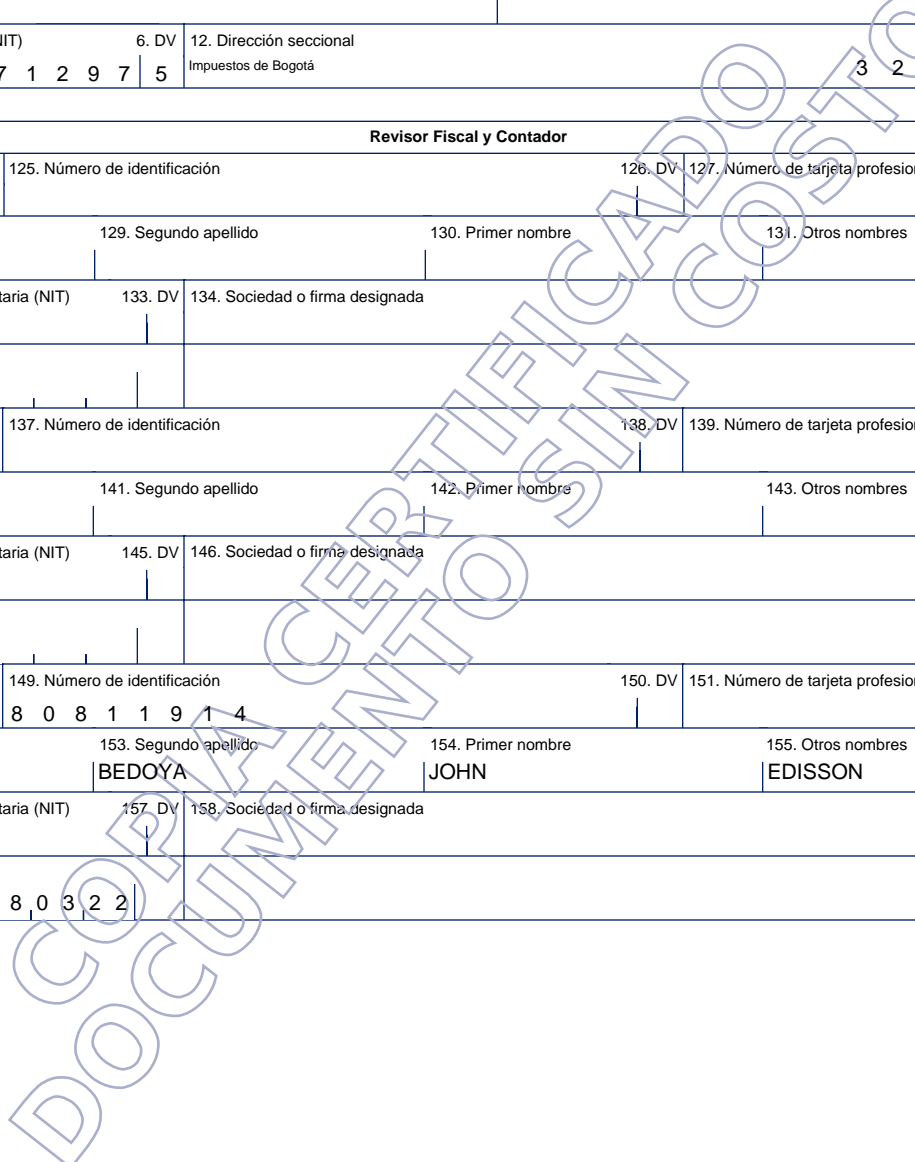 IIT) 6. DV 12. Dirección seccional
7 1 2 9 7 5 Impuestos de Bogotá 3 2
Revisor Fiscal y Contador
125. Número de identificación 126. DV 127. Número de tarjeta profesion
129. Segundo apellido 130. Primer nombre 131. Otros nombres
taria (NIT) 133. DV 134. Sociedad o firma designada
137. Número de identificación 138. DV 139. Número de tarjeta profesion
141. Segundo apellido 142. Primer nombre 143. Otros nombres
taria (NIT) 145. DV 146. Sociedad o firma designada
149. Número de identificación 150. DV 151. Número de tarjeta profesion
8 0 8 1 1 9 1 4
153. Segundo apellido 154. Primer nombre 155. Otros nombres
BEDOYA JOHN EDISSON
taria (NIT) 157. DV 158. Sociedad o firma designada
8 0 3 2 2
COPIA CERTIFICADO
DOCUMENTO SIN COSTO